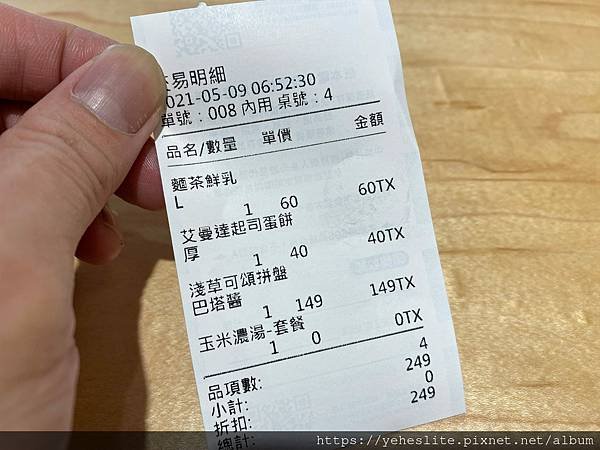 易明細
021-05-09 06:52:30
單號：008 內用 桌號：4
品名/數量 單價 金額
麵茶鮮乳
L 1 60 60TX
艾曼達起司蛋餅
厚 1 40 40TX
淺草可頌拼盤
巴塔醬 1 149 149TX
玉米濃湯-套餐
1 0 0TX
品項數: 4
小計: 249
折扣: 0
總計: 249
https://yeheslite.pixnet.net/album